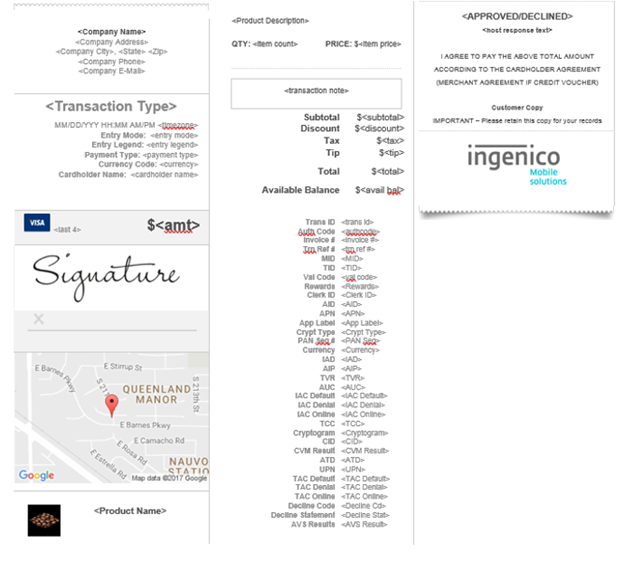 <Company Name>
<Company Address>
<Company City>, <State> <Zip>
<Company Phone>
<Company E-Mail>
<Transaction Type>
MM/DD/YYY HH:MM AM/PM <timezone>
Entry Mode: <entry mode>
Entry Legend: <entry legend>
Payment Type: <payment type>
Currency Code: <currency>
Cardholder Name: <cardholder name>
VISA <last 4> $<amt>
Signature
X
E Stirrup St
E Barnes Pkwy
S 213th St
QUEENLAND
MANOR
E Barnes Pkwy
E Camacho Rd
E Rosa Rd
E Estrella Rd
NAUVO
STATIO
Google Map data ©2017 Google
<Product Name>
<Product Description>
QTY: <item count> PRICE: $<item price>
<transaction note>
Subtotal $<subtotal>
Discount $<discount>
Tax $<tax>
Tip $<tip>
Total $<total>
Available Balance $<avail bal>
Trans ID <trans id>
Auth Code <authcode>
Invoice # <Invoice #>
Trn Ref # <trn ref #>
MID <MID>
TID <TID>
Val Code <val code>
Rewards <Rewards>
Clerk ID <Clerk ID>
AID <AID>
APN <APN>
App Label <App Label>
Crypt Type <Crypt Type>
PAN Seq # <PAN Seq>
Currency <Currency>
IAD <IAD>
AIP <AIP>
TVR <TVR>
AUC <AUC>
IAC Default <IAC Default>
IAC Denial <IAC Denial>
IAC Online <IAC Online>
TCC <TCC>
Cryptogram <Cryptogram>
CID <CID>
CVM Result <CVM Result>
ATD <ATD>
UPN <UPN>
TAC Default <TAC Default>
TAC Denial <TAC Denial>
TAC Online <TAC Online>
Decline Code <Decline Cd>
Decline Statement <Decline Stat>
AVS Results <AVS Result>
<APPROVED/DECLINED>
<host response text>
I AGREE TO PAY THE ABOVE TOTAL AMOUNT
ACCORDING TO THE CARDHOLDER AGREEMENT
(MERCHANT AGREEMENT IF CREDIT VOUCHER)
Customer Copy
IMPORTANT – Please retain this copy for your records
ingenico
Mobile
solutions